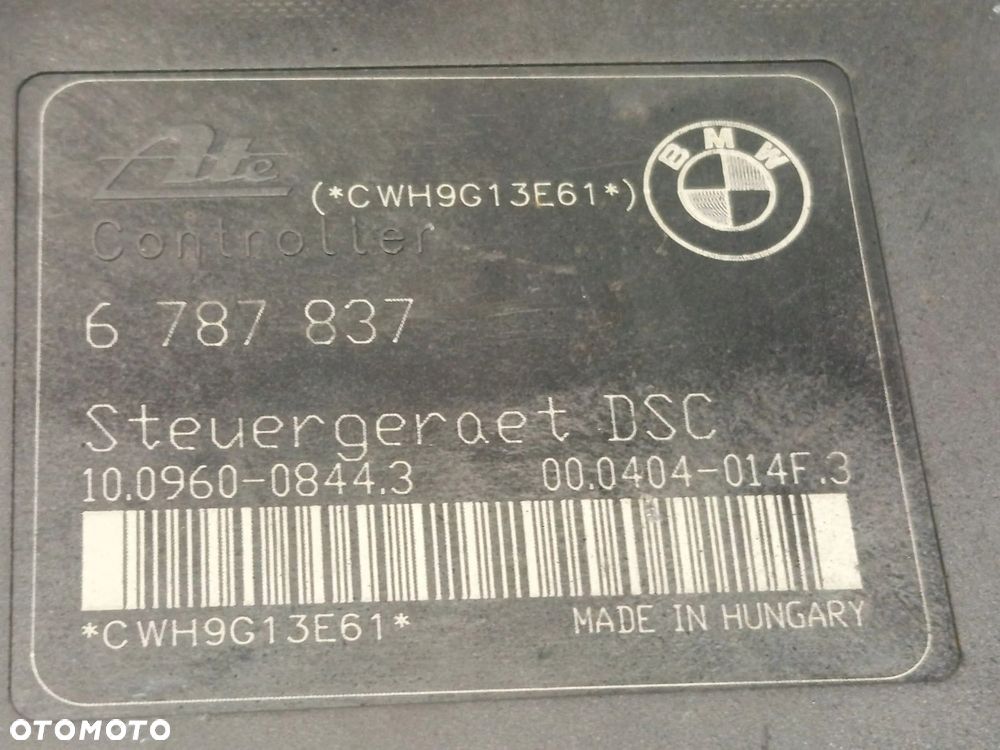 Ate
(*CWH9G13E61*)
BMW
Controller
6 787 837
Steuergeraet DSC
10.0960-0844.3 00.0404-014F.3
*CWH9G13E61* MADE IN HUNGARY
OTOMOTO